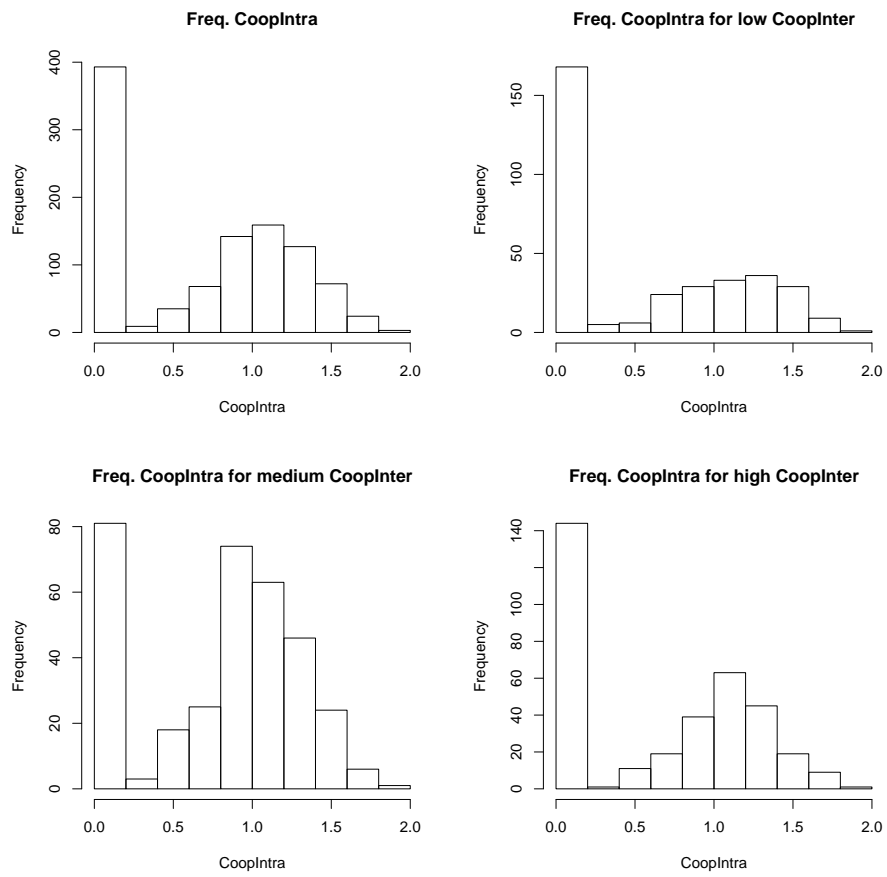 Freq. CoopIntra
Frequency
0 100 200 300 400
0.0 0.5 1.0 1.5 2.0
CoopIntra
Freq. CoopIntra for low CoopInter
Frequency
0 50 100 150
0.0 0.5 1.0 1.5 2.0
CoopIntra
Freq. CoopIntra for medium CoopInter
Frequency
0 20 40 60 80
0.0 0.5 1.0 1.5 2.0
CoopIntra
Freq. CoopIntra for high CoopInter
Frequency
0 20 40 60 80 100 140
0.0 0.5 1.0 1.5 2.0
CoopIntra